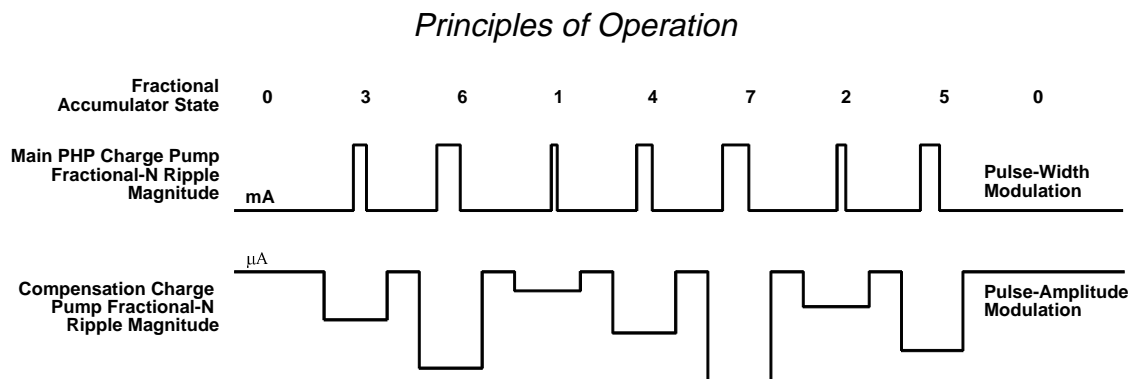 Principles of Operation
Fractional
Accumulator State
0 3 6 1 4 7 2 5 0
Main PHP Charge Pump
Fractional-N Ripple
Magnitude
mA
Pulse-Width
Modulation
µA
Compensation Charge
Pump Fractional-N
Ripple Magnitude
Pulse-Amplitude
Modulation